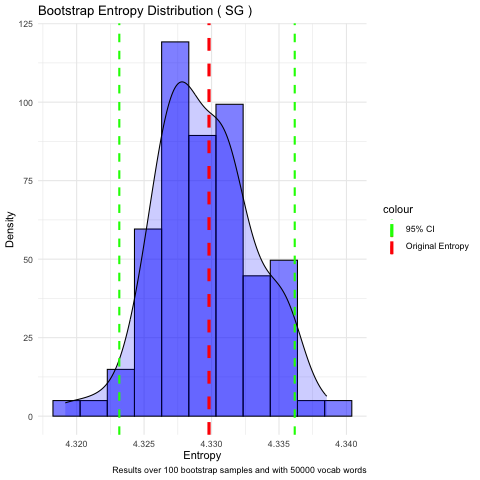 Bootstrap Entropy Distribution ( SG )
125
100
75
50
25
0
Density
4.320 4.325 4.330 4.335 4.340
Entropy
colour
95% CI
Original Entropy
Results over 100 bootstrap samples and with 50000 vocab words